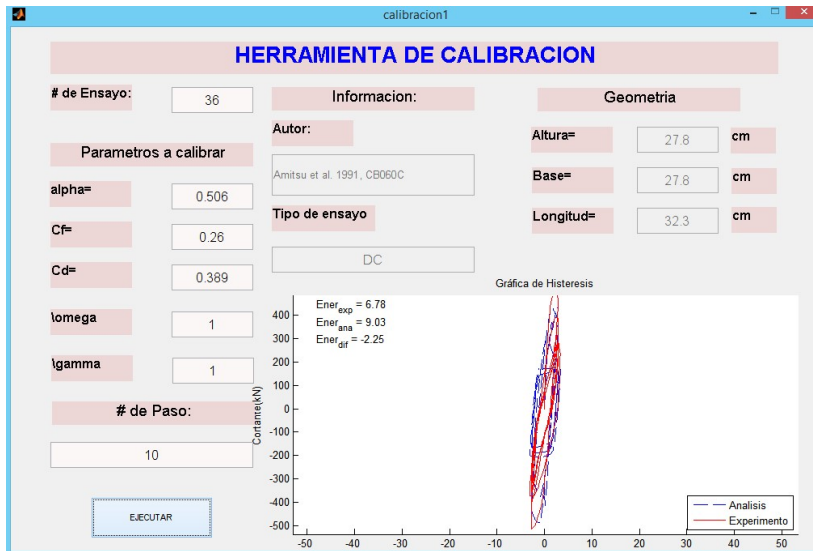 calibracion1
HERRAMIENTA DE CALIBRACION
# de Ensayo:
36
Informacion:
Geometria
Autor:
Amitsu et al. 1991, CB060C
Altura=
27.8
cm
Parametros a calibrar
Base=
27.8
cm
alpha=
0.506
Tipo de ensayo
DC
Longitud=
32.3
cm
Cf=
0.26
Cd=
0.389
\omega
1
\gamma
1
# de Paso:
10
EJECUTAR
Gráfica de Histeresis
Ener_exp = 6.78
Ener_ana = 9.03
Ener_dif = -2.25
Cortante(kN)
400
300
200
100
0
-100
-200
-300
-400
-500
-50 -40 -30 -20 -10 0 10 20 30 40 50
Analisis
Experimento